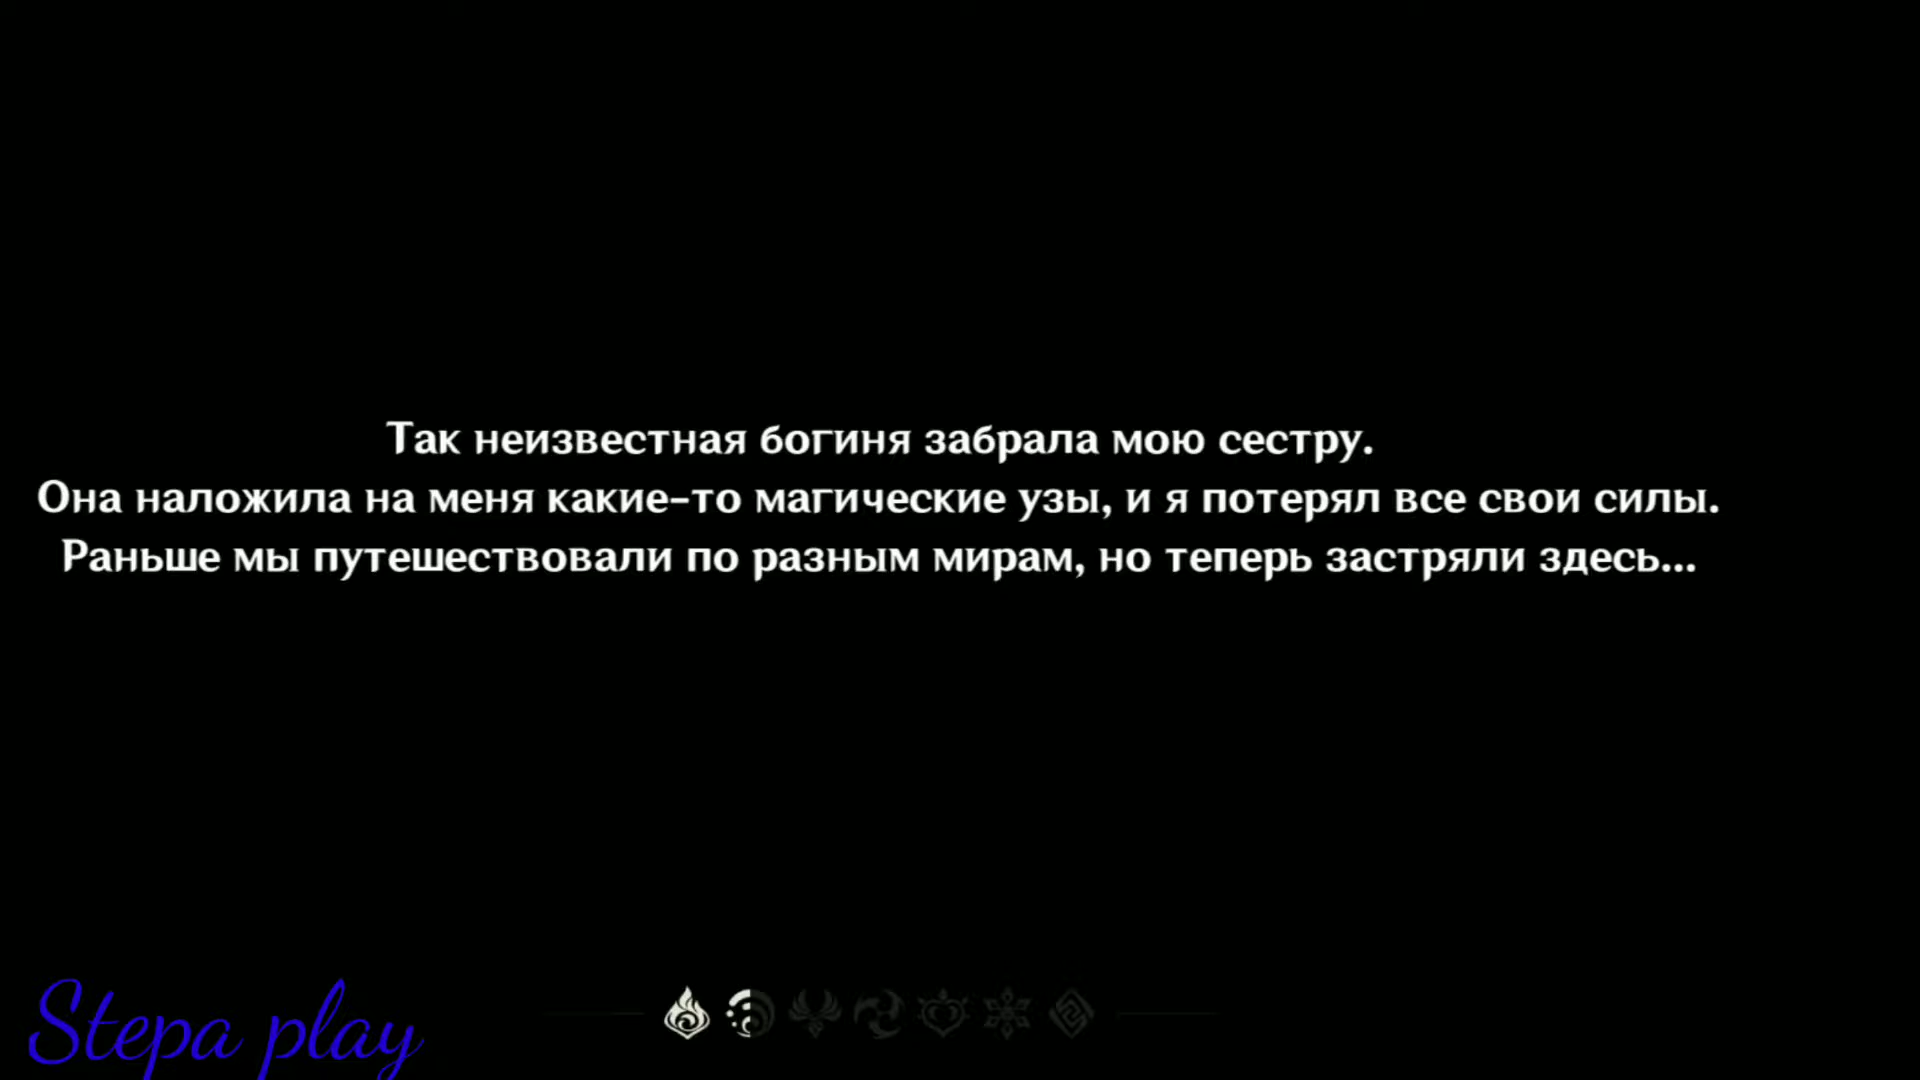 Так неизвестная богиня забрала мою сестру.
Она наложила на меня какие-то магические узы, и я потерял все свои силы.
Раньше мы путешествовали по разным мирам, но теперь застряли здесь...
Stepa play